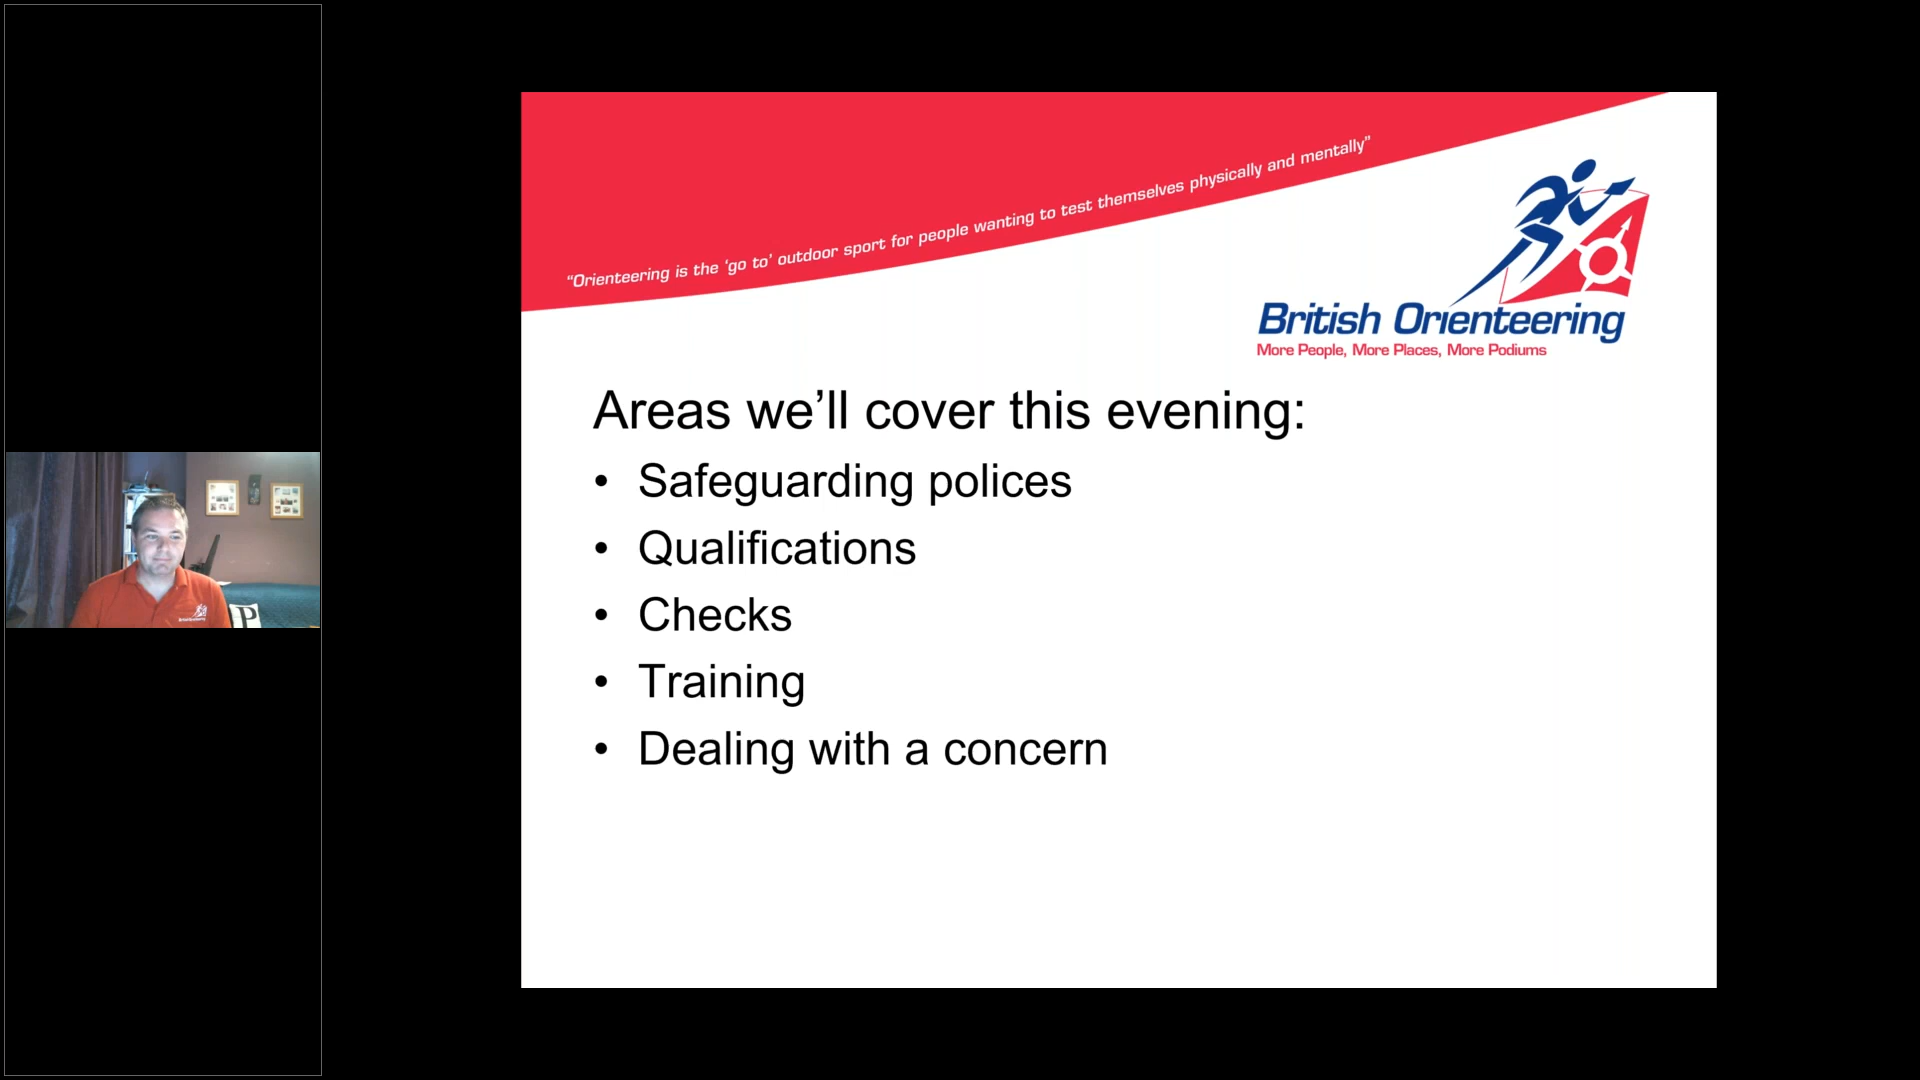 “Orienteering is the ‘go to’ outdoor sport for people wanting to test themselves physically and mentally”
British Orienteering
More People, More Places, More Podiums
Areas we’ll cover this evening:
• Safeguarding polices
• Qualifications
• Checks
• Training
• Dealing with a concern
P